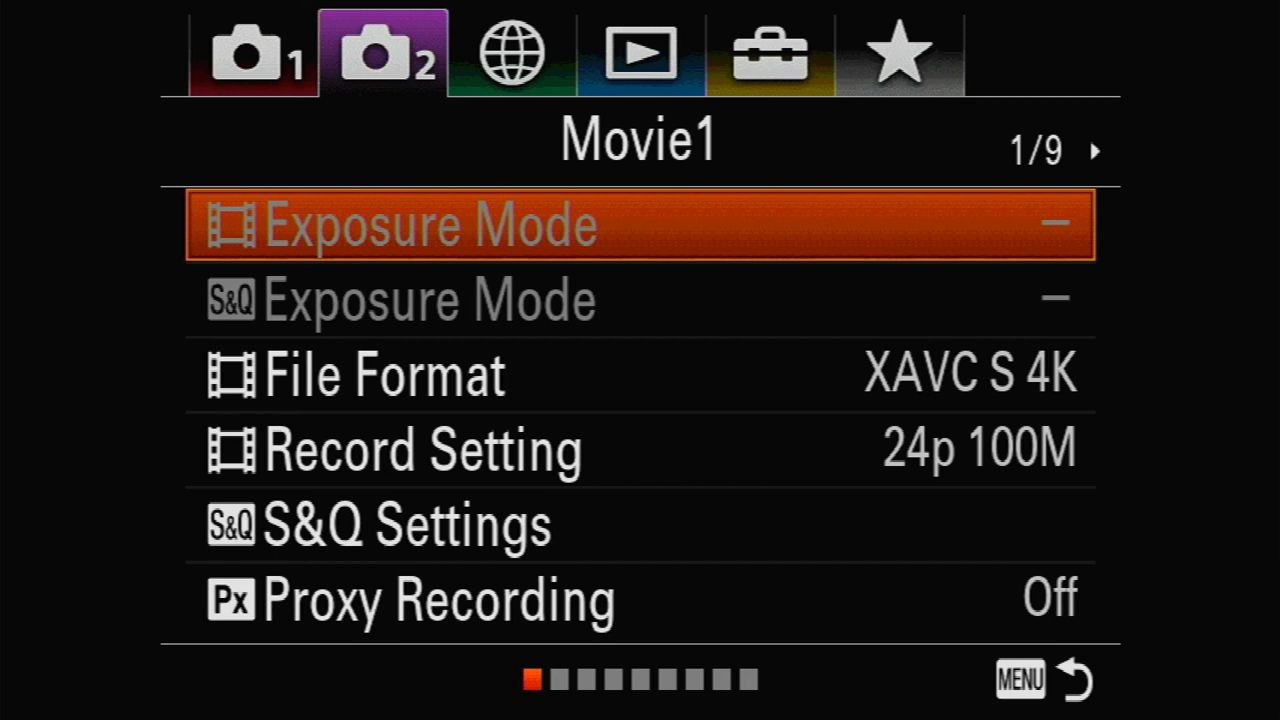 1 2
Movie1 1/9
Exposure Mode –
S&Q Exposure Mode –
File Format XAVC S 4K
Record Setting 24p 100M
S&Q S&Q Settings
Px Proxy Recording Off
MENU